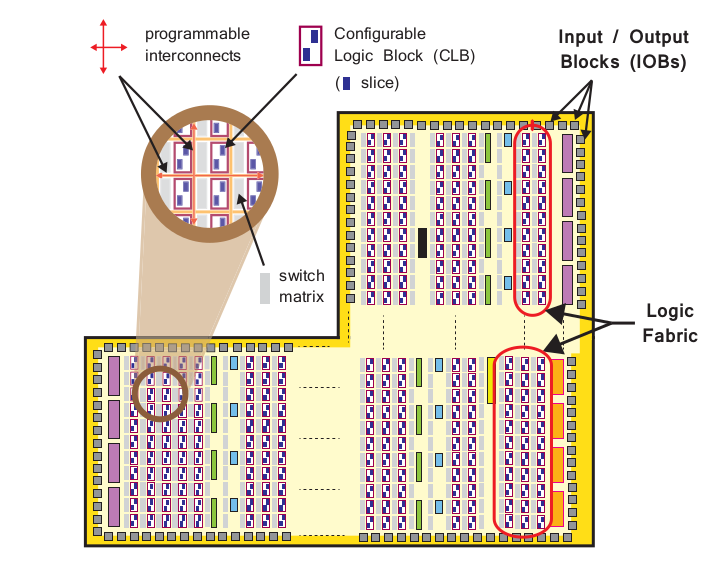 programmable
interconnects
Configurable
Logic Block (CLB)
( slice)
Input / Output
Blocks (IOBs)
switch
matrix
Logic
Fabric